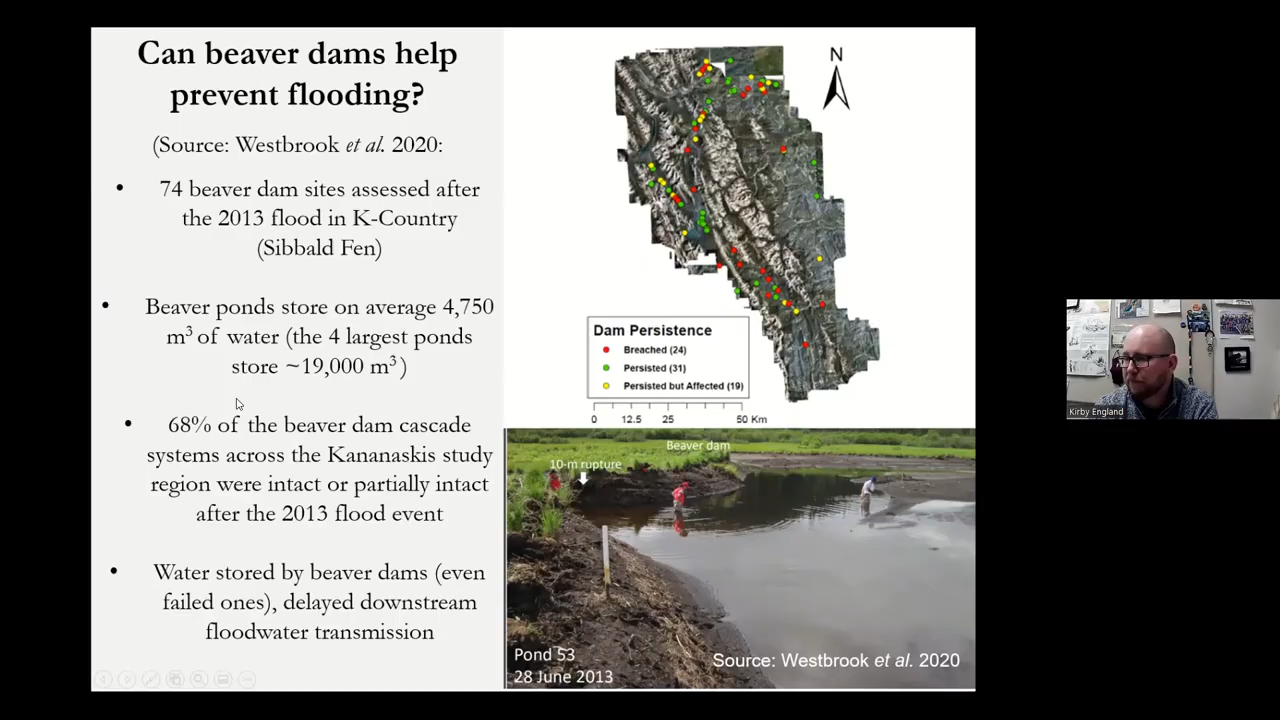 Can beaver dams help
prevent flooding?
(Source: Westbrook et al. 2020:
• 74 beaver dam sites assessed after
the 2013 flood in K-Country
(Sibbald Fen)
• Beaver ponds store on average 4,750
m³ of water (the 4 largest ponds
store ~19,000 m³)
• 68% of the beaver dam cascade
systems across the Kananaskis study
region were intact or partially intact
after the 2013 flood event
• Water stored by beaver dams (even
failed ones), delayed downstream
floodwater transmission
N
Dam Persistence
Breached (24)
Persisted (31)
Persisted but Affected (19)
0 12.5 25 50 Km
Beaver dam
10-m rupture
Pond 53
28 June 2013
Source: Westbrook et al. 2020
Kirby England